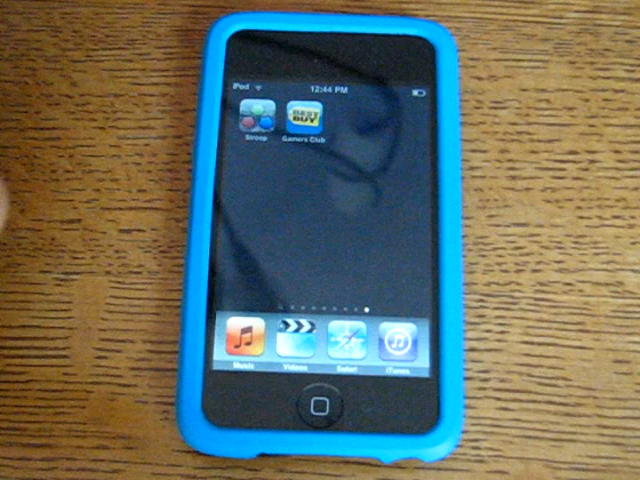 iPod 12:44 PM
BEST BUY
Stroop Gamers Club
Music Videos Safari iTunes